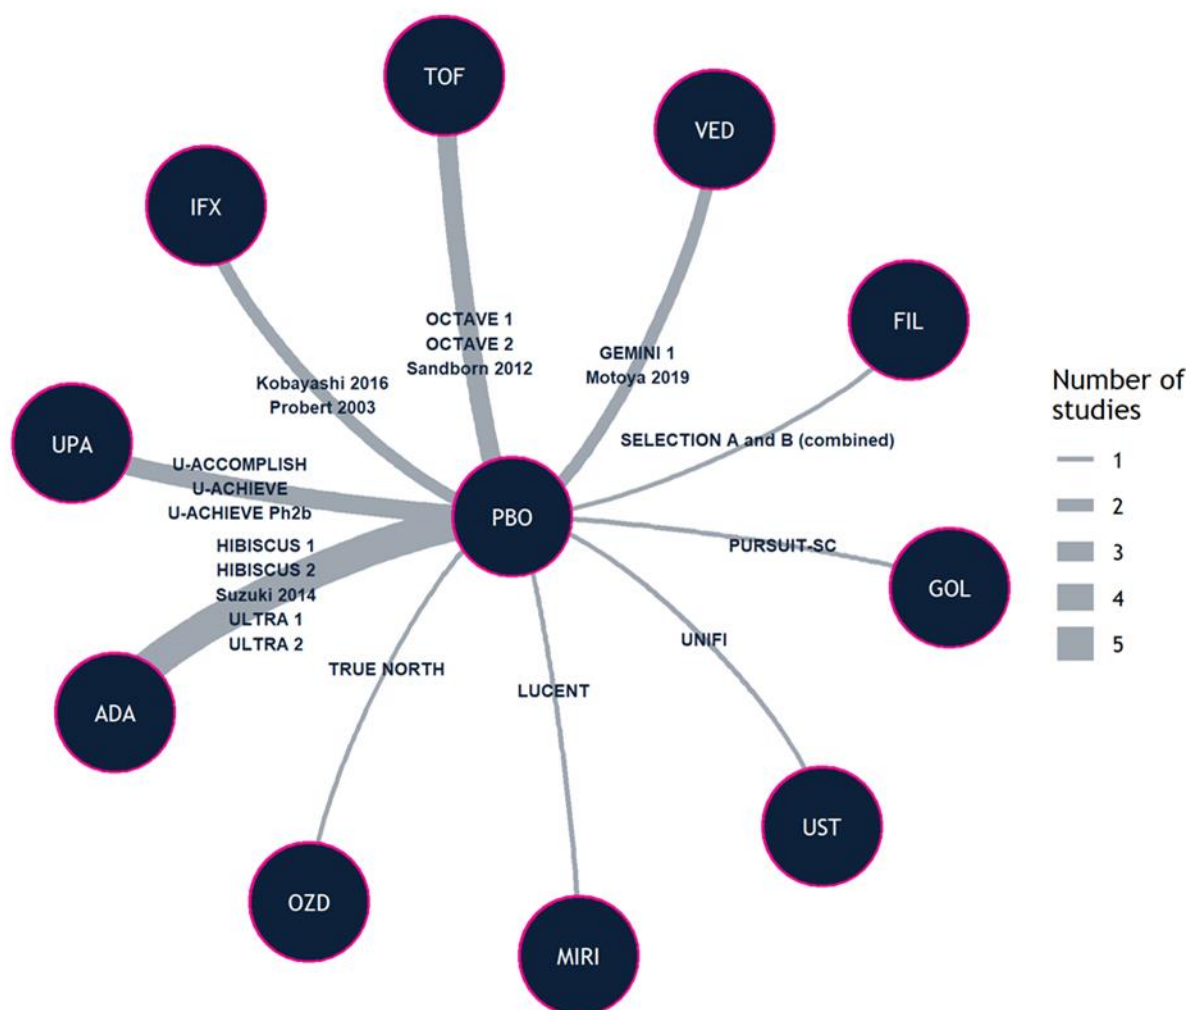 TOF
VED
IFX
FIL
OCTAVE 1
OCTAVE 2
Sandborn 2012
GEMINI 1
Motoya 2019
Kobayashi 2016
Probert 2003
SELECTION A and B (combined)
UPA
U-ACCOMPLISH
U-ACHIEVE
U-ACHIEVE Ph2b
PBO
PURSUIT-SC
GOL
HIBISCUS 1
HIBISCUS 2
Suzuki 2014
ULTRA 1
ULTRA 2
ADA
TRUE NORTH
LUCENT
UNIFI
UST
OZD
MIRI
Number of
studies
1
2
3
4
5